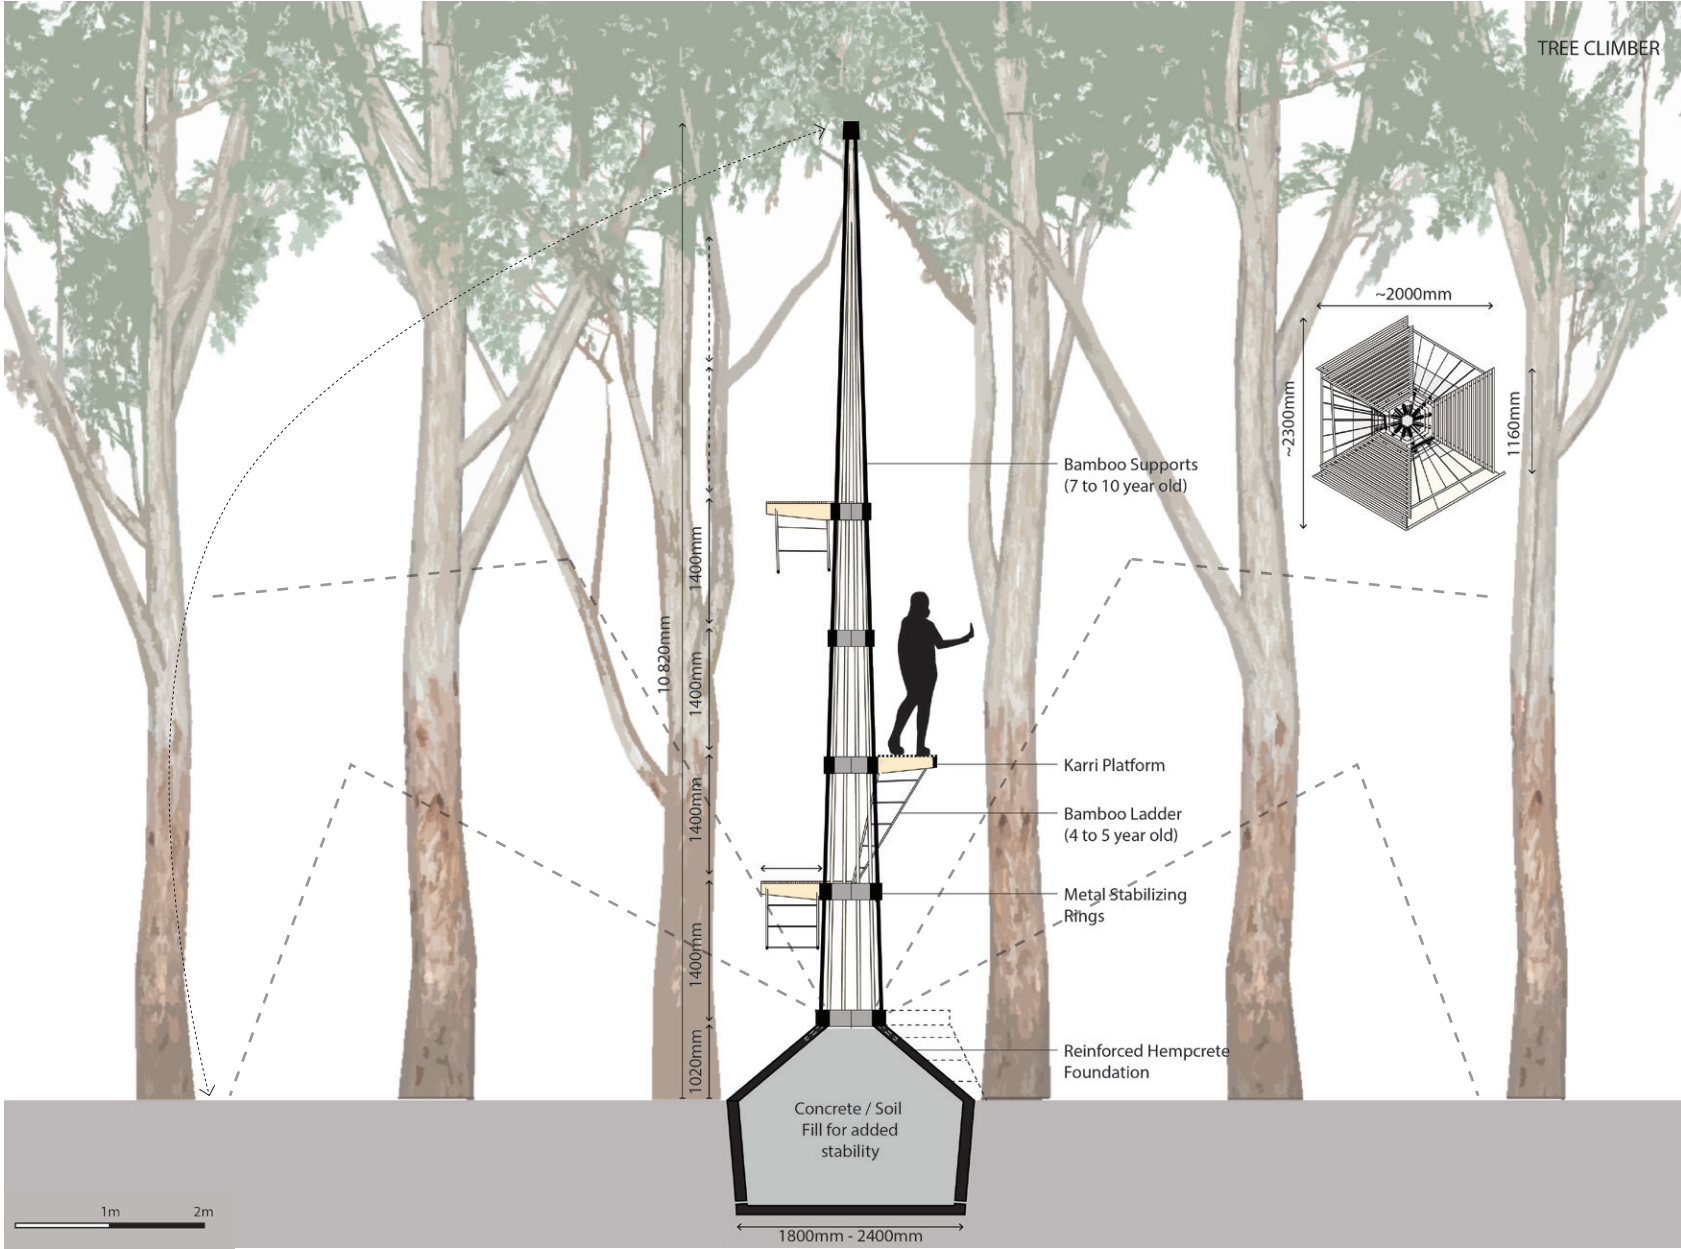 TREE CLIMBER
~2000mm
~2300mm
1160mm
Bamboo Supports
(7 to 10 year old)
1400mm
10 820mm
1400mm
Karri Platform
1400mm
Bamboo Ladder
(4 to 5 year old)
Metal Stabilizing
Rings
1400mm
1020mm
Reinforced Hempcrete
Foundation
Concrete / Soil
Fill for added
stability
1m
2m
1800mm - 2400mm